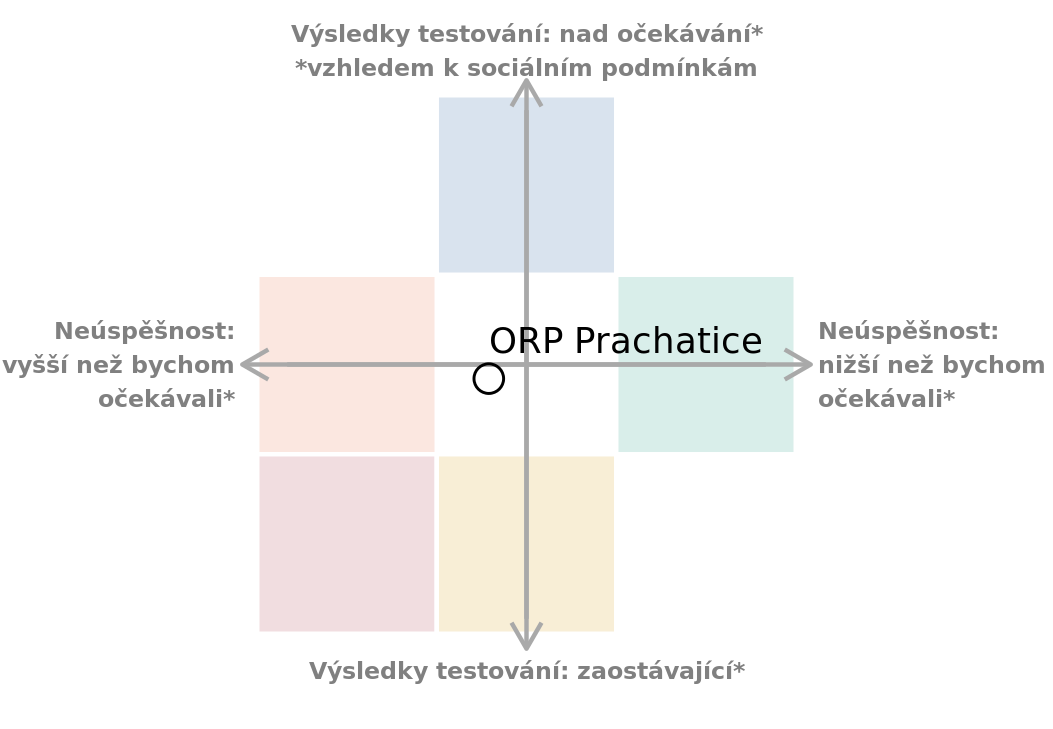 Výsledky testování: nad očekávání*
*vzhledem k sociálním podmínkám
Neúspěšnost:
vyšší než bychom
očekávali*
ORP Prachatice
Neúspěšnost:
nižší než bychom
očekávali*
Výsledky testování: zaostávající*